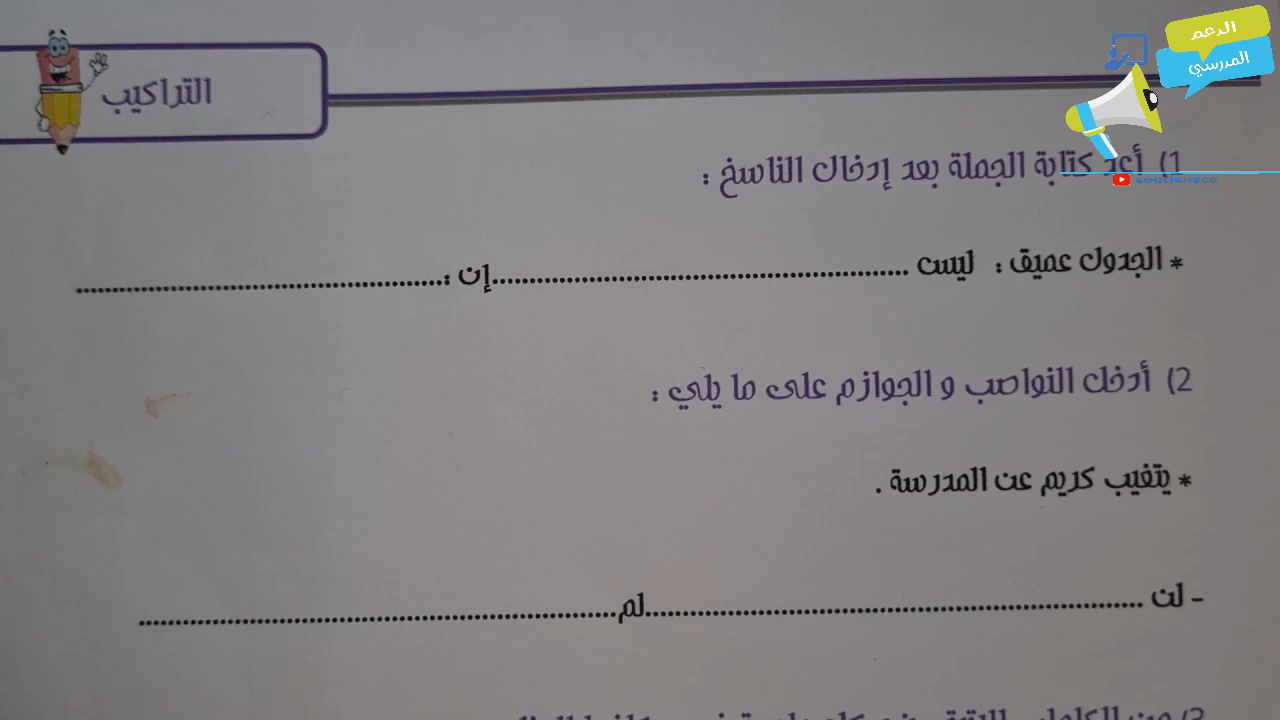 الدعم
المدرسي
التراكيب
1) أعد كتابة الجملة بعد إدخال الناسخ :
* الجدول عميق : ليست ......................................................إن :................................................
2) أدخل النواصب و الجوازم على ما يلي :
* يتغيب كريم عن المدرسة .
- لن .................................................................لم...............................................................